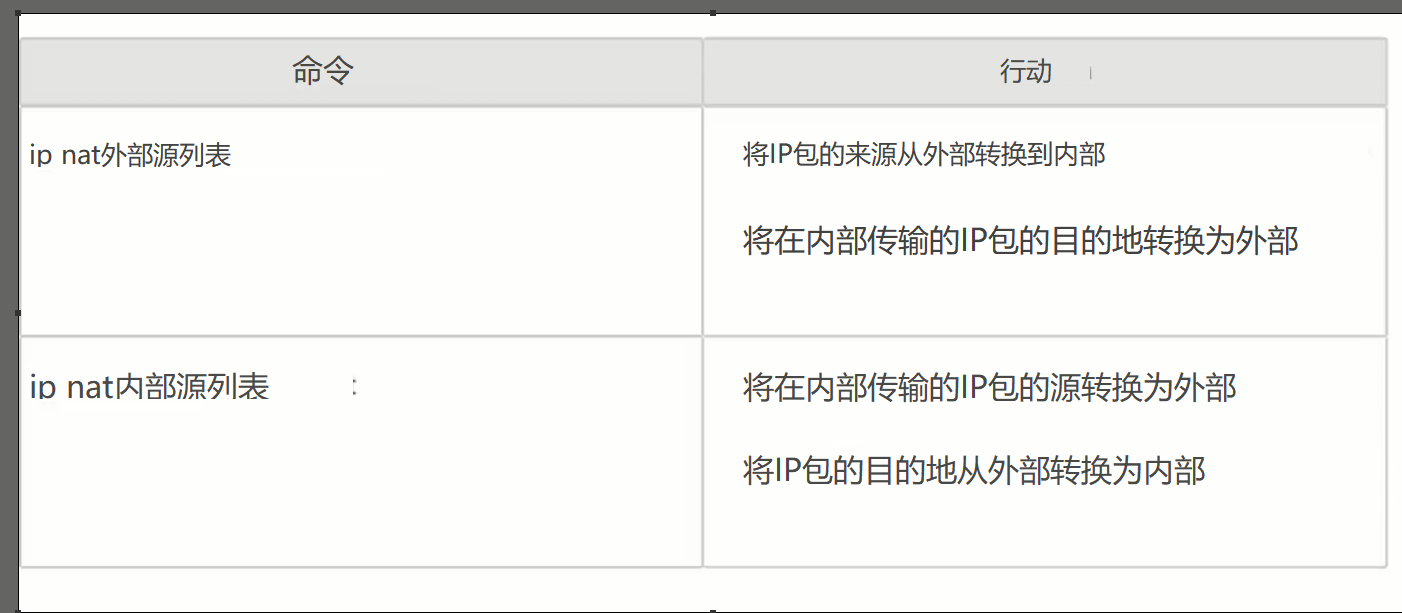 命令
行动
ip nat外部源列表
将IP包的来源从外部转换到内部
将在内部传输的IP包的目的地转换为外部
ip nat内部源列表
将在内部传输的IP包的源转换为外部
将IP包的目的地从外部转换为内部